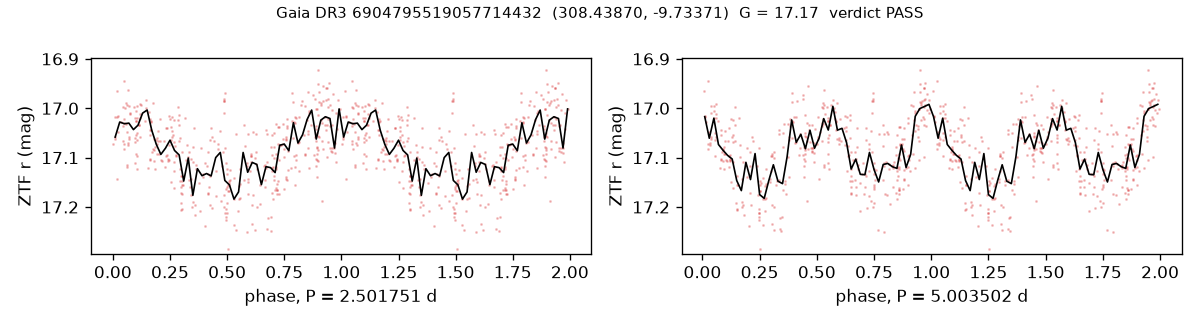 Gaia DR3 6904795519057714432  (308.43870, -9.73371)  G = 17.17  verdict PASS
16.9
17.0
17.1
17.2
ZTF r (mag)
0.00 0.25 0.50 0.75 1.00 1.25 1.50 1.75 2.00
phase, P = 2.501751 d
16.9
17.0
17.1
17.2
ZTF r (mag)
0.00 0.25 0.50 0.75 1.00 1.25 1.50 1.75 2.00
phase, P = 5.003502 d